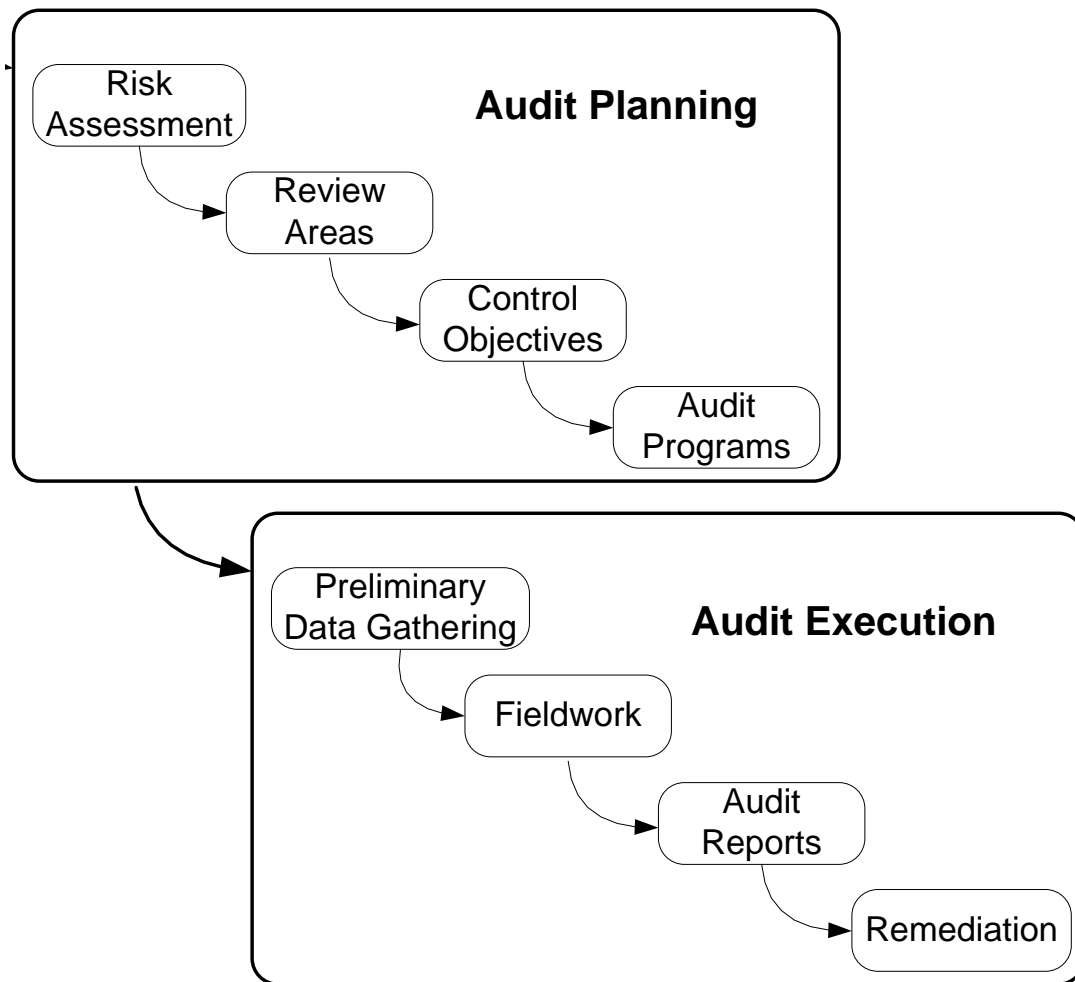 Risk
Assessment
Audit Planning
Review
Areas
Control
Objectives
Audit
Programs
Preliminary
Data Gathering
Audit Execution
Fieldwork
Audit
Reports
Remediation